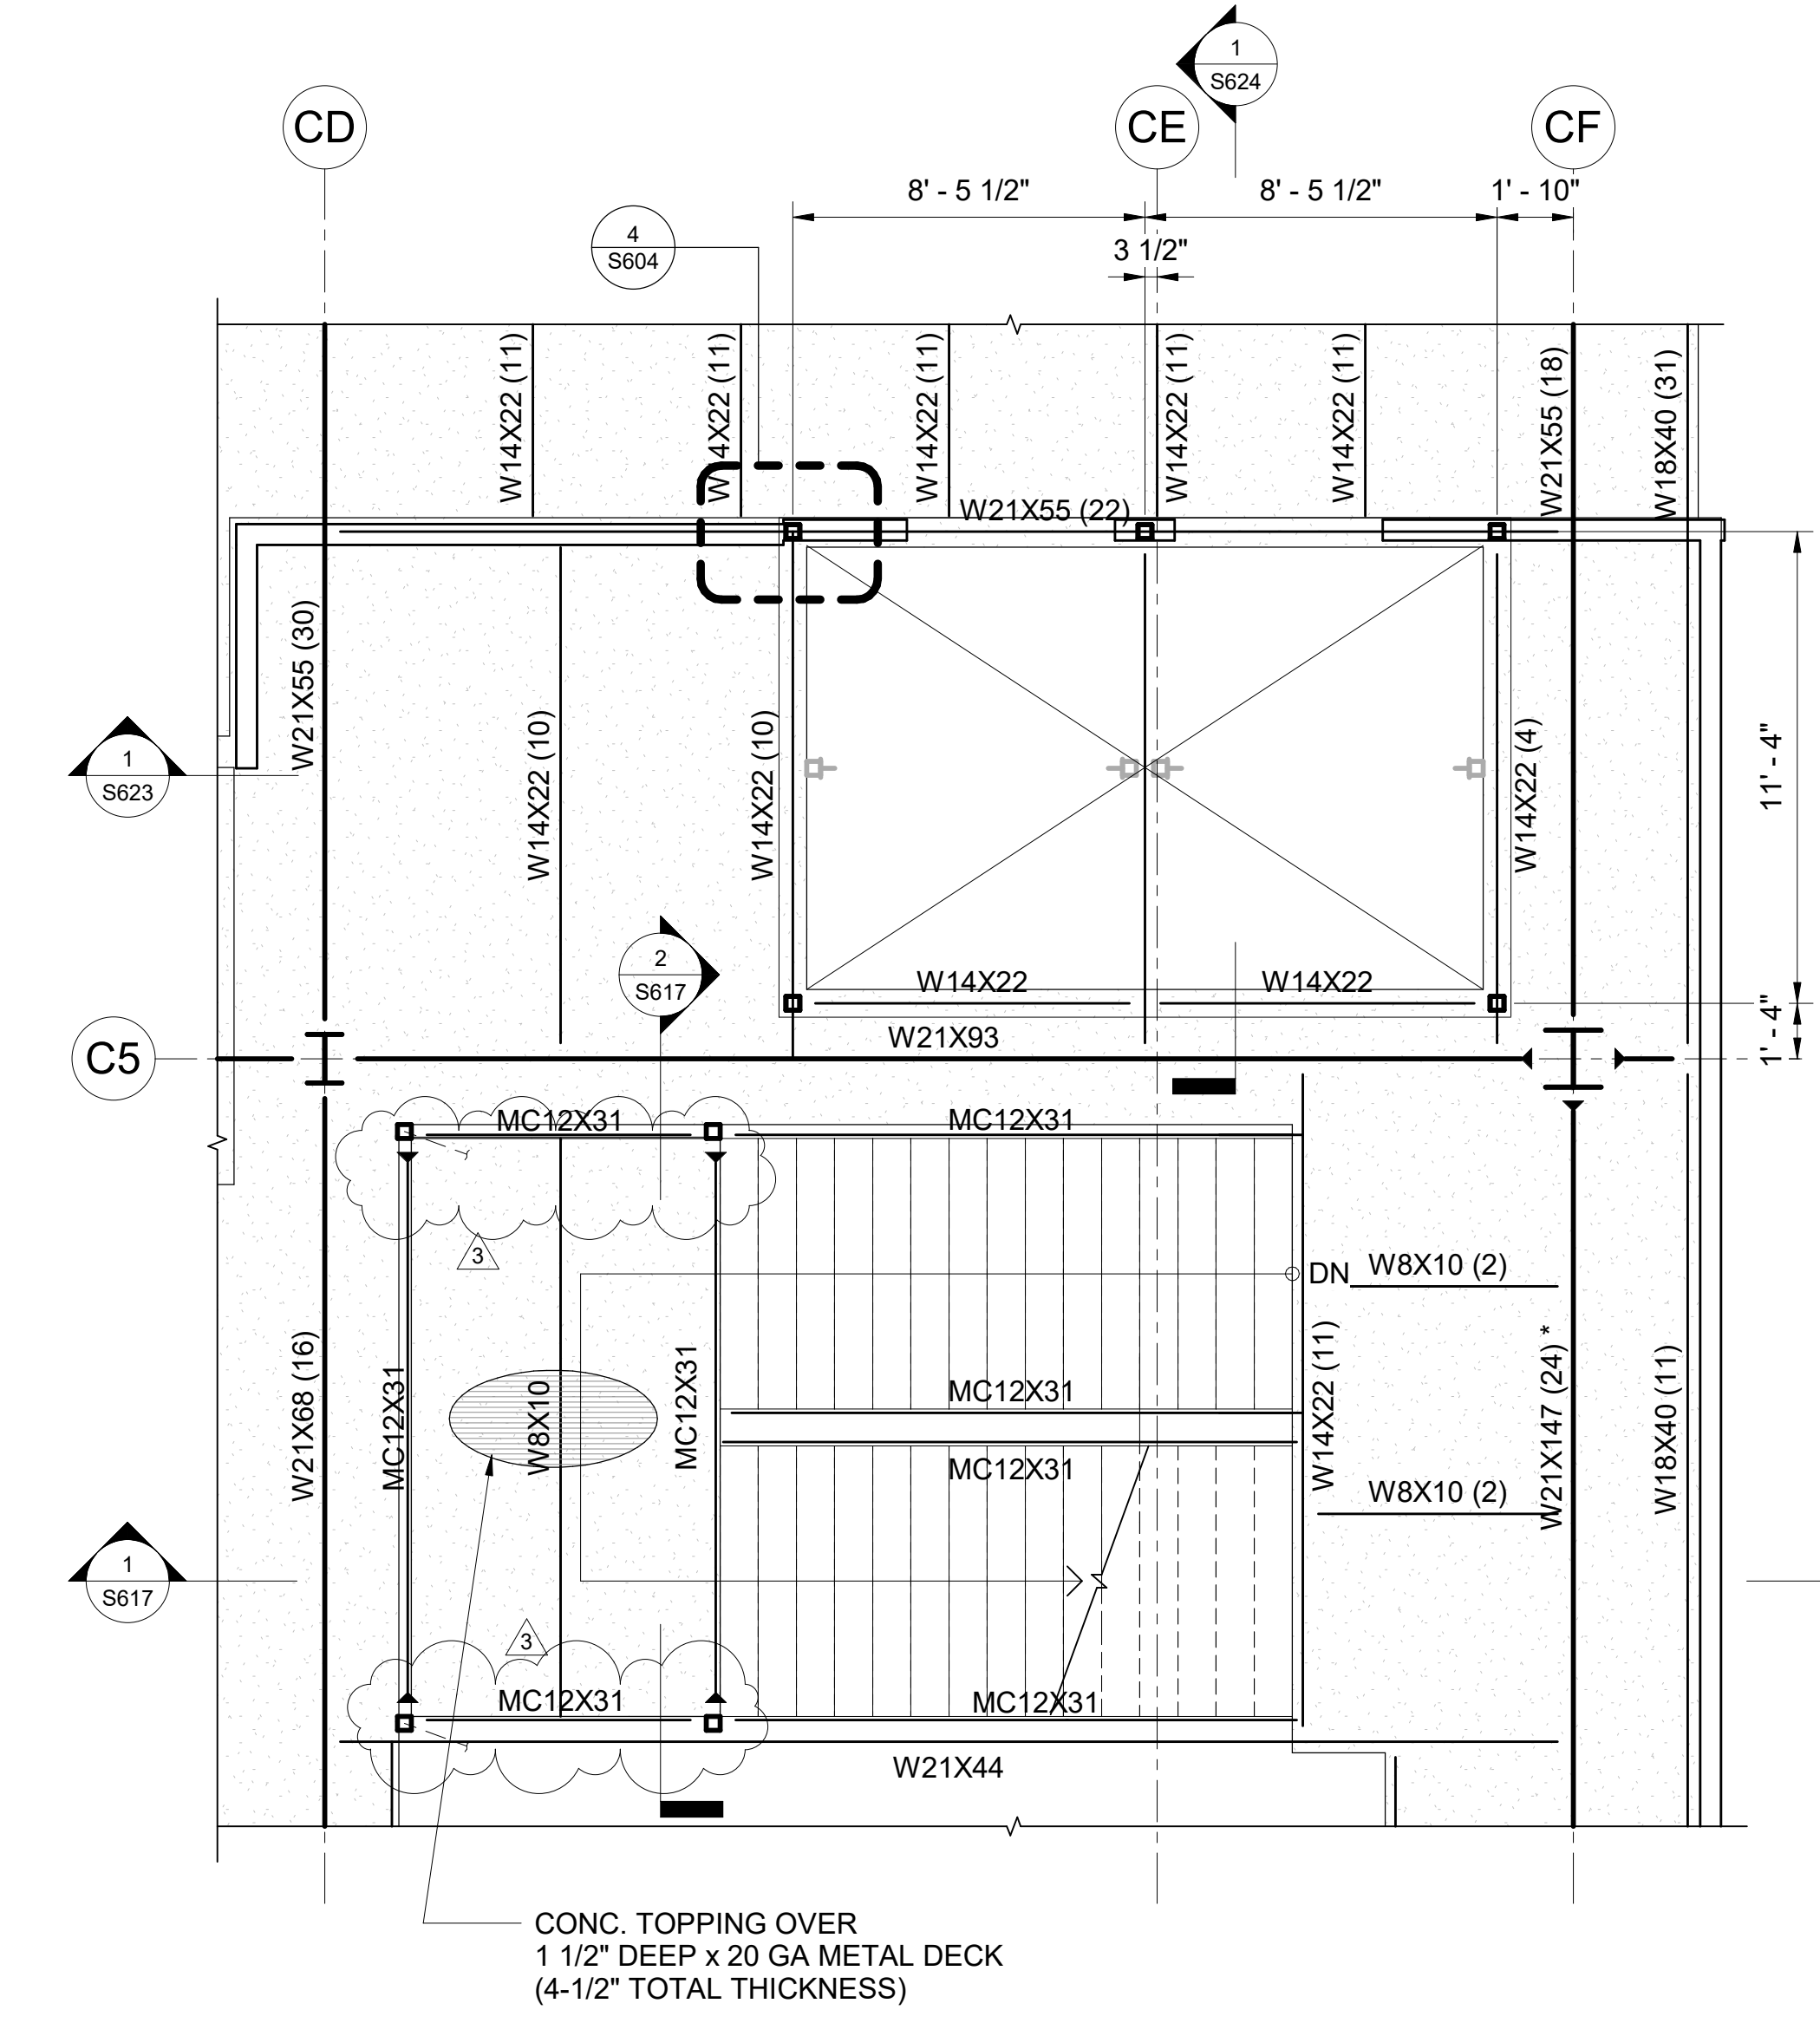 1
S624
CD
CE
CF
8' - 5 1/2"
8' - 5 1/2"
1' - 10"
4
S604
3 1/2"
W14X22 (11)
W14X22 (11)
W14X22 (11)
W14X22 (11)
W14X22 (11)
W21X55 (18)
W18X40 (31)
W21X55 (22)
W21X55 (30)
W14X22 (10)
W14X22 (10)
W14X22 (4)
11' - 4"
1
S623
2
S617
W14X22
W14X22
W21X93
C5
1' - 4"
MC12X31
MC12X31
3
DN
W8X10 (2)
W21X68 (16)
MC12X31
W8X10
MC12X31
MC12X31
MC12X31
W14X22 (11)
W8X10 (2)
W21X147 (24) *
W18X40 (11)
1
S617
3
MC12X31
MC12X31
W21X44
CONC. TOPPING OVER
1 1/2" DEEP x 20 GA METAL DECK
(4-1/2" TOTAL THICKNESS)